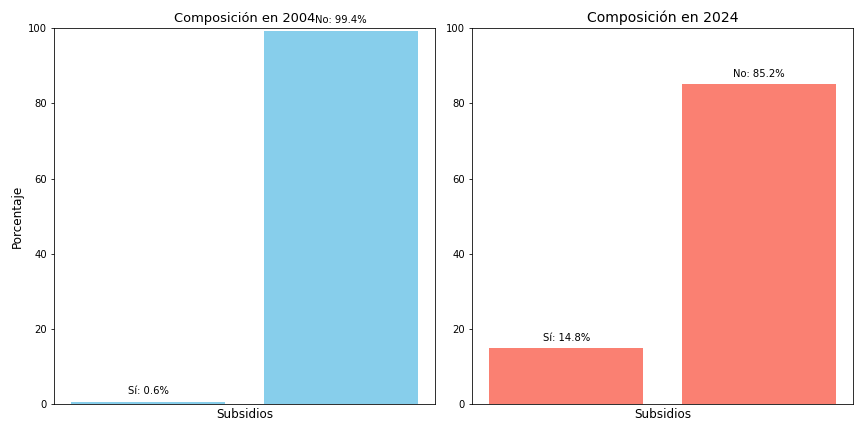 Composición en 2004
No: 99.4%
100
80
60
40
20
0
Porcentaje
Sí: 0.6%
Subsidios
Composición en 2024
100
80
60
40
20
0
No: 85.2%
Sí: 14.8%
Subsidios